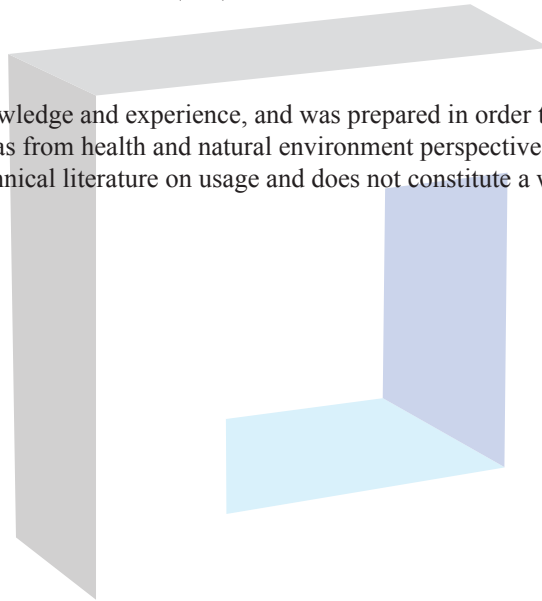 wledge and experience, and was prepared in order t
as from health and natural environment perspective
hnical literature on usage and does not constitute a